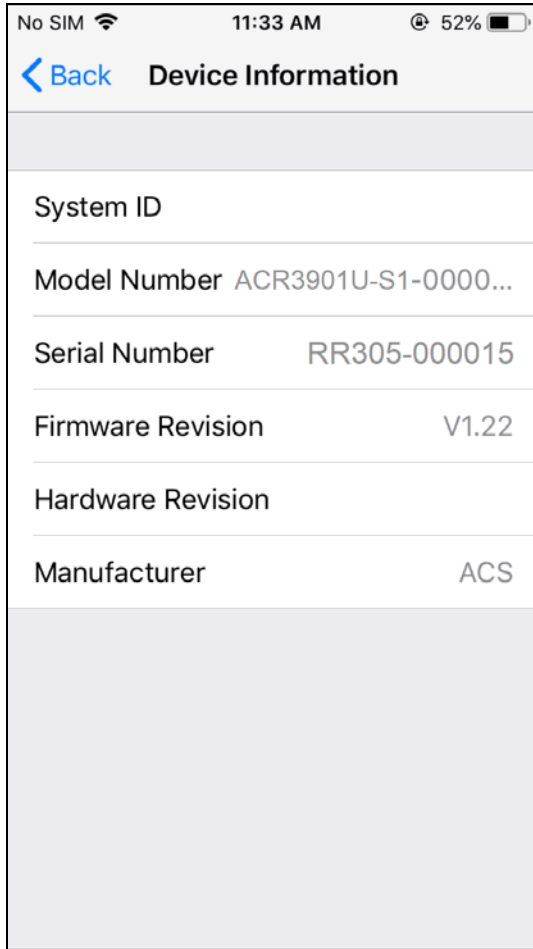 No SIM 11:33 AM 52%
Back Device Information
System ID
Model Number ACR3901U-S1-0000...
Serial Number RR305-000015
Firmware Revision V1.22
Hardware Revision
Manufacturer ACS